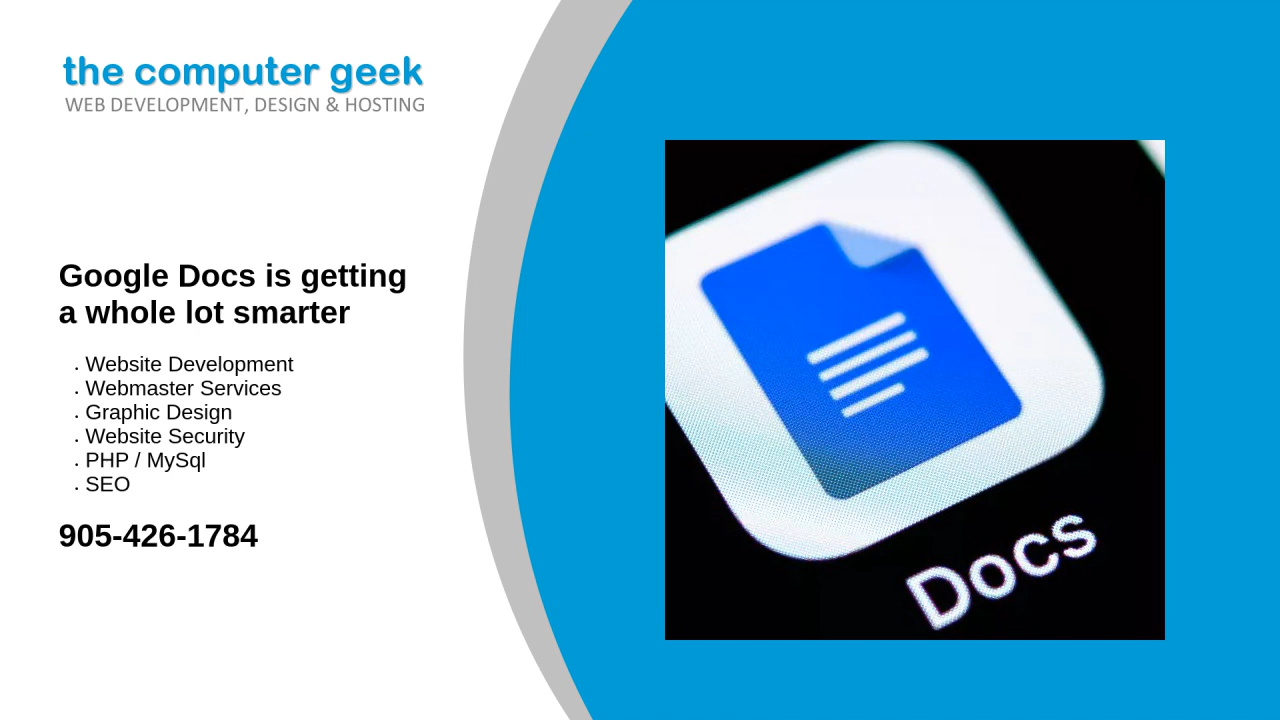 the computer geek
WEB DEVELOPMENT, DESIGN & HOSTING
Google Docs is getting
a whole lot smarter
. Website Development
. Webmaster Services
. Graphic Design
. Website Security
. PHP / MySql
. SEO
905-426-1784
Docs